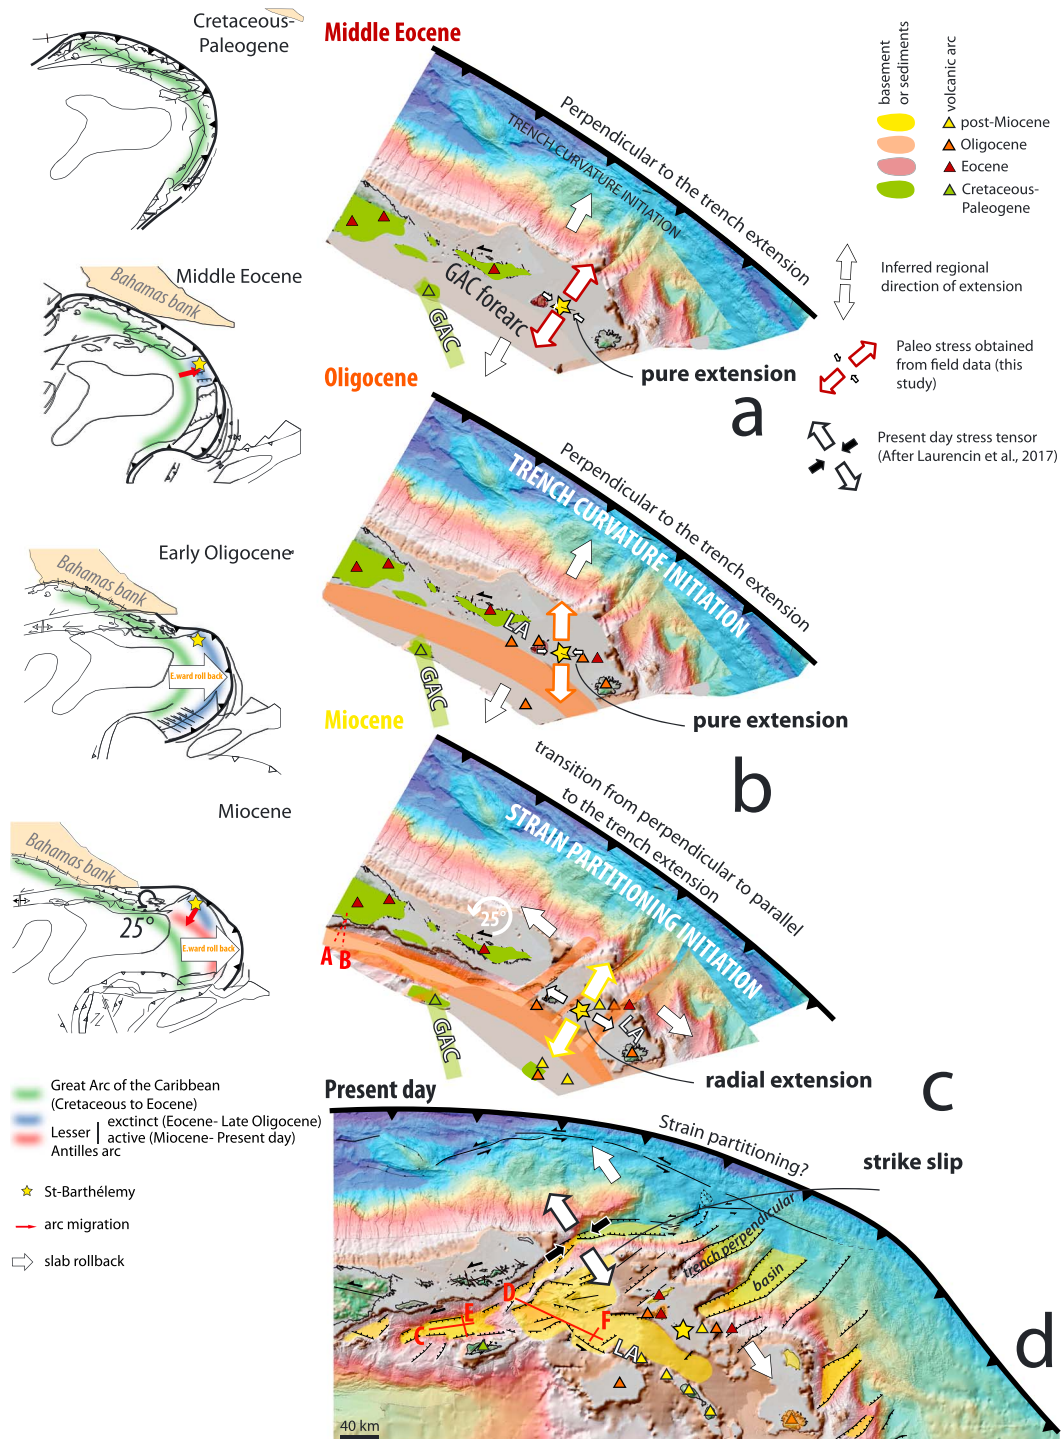 Cretaceous-
Paleogene
Middle Eocene
Bahamas bank
Early Oligocene
Bahamas bank
E.ward roll back
Miocene
Bahamas bank
25°
E.ward roll back
Great Arc of the Caribbean
(Cretaceous to Eocene)
Lesser
Antilles arc
exctinct (Eocene- Late Oligocene)
active (Miocene- Present day)
St-Barthélemy
arc migration
slab rollback
Middle Eocene
Perpendicular to the trench extension
TRENCH CURVATURE INITIATION
GAC forearc
GAC
pure extension
a
Oligocene
Perpendicular to the trench extension
TRENCH CURVATURE INITIATION
LA
GAC
pure extension
b
Miocene
transition from perpendicular to parallel
to the trench extension
STRAIN PARTITIONING INITIATION
25°
A
B
LA
GAC
radial extension
c
Present day
Strain partitioning?
strike slip
trench perpendicular
basin
D
E
C
F
LA
d
40 km
basement
or sediments
volcanic arc
post-Miocene
Oligocene
Eocene
Cretaceous-
Paleogene
Inferred regional
direction of extension
Paleo stress obtained
from field data (this
study)
Present day stress tensor
(After Laurencin et al., 2017)